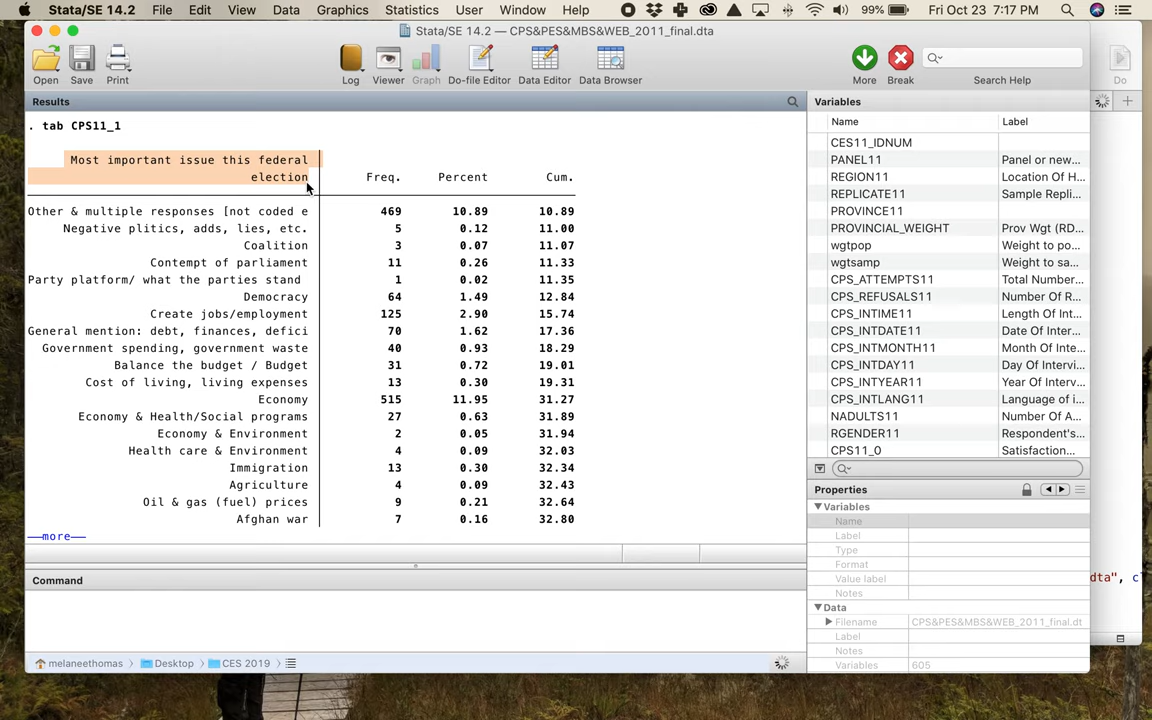 Stata/SE 14.2 File Edit View Data Graphics Statistics User Window Help 99% Fri Oct 23 7:17 PM
Stata/SE 14.2 — CPS&PES&MBS&WEB_2011_final.dta
Open Save Print Log Viewer Graph Do-file Editor Data Editor Data Browser More Break Search Help Do
Results
. tab CPS11_1
Most important issue this federal
election Freq. Percent Cum.
Other & multiple responses [not coded e 469 10.89 10.89
Negative plitics, adds, lies, etc. 5 0.12 11.00
Coalition 3 0.07 11.07
Contempt of parliament 11 0.26 11.33
Party platform/ what the parties stand 1 0.02 11.35
Democracy 64 1.49 12.84
Create jobs/employment 125 2.90 15.74
General mention: debt, finances, defici 70 1.62 17.36
Government spending, government waste 40 0.93 18.29
Balance the budget / Budget 31 0.72 19.01
Cost of living, living expenses 13 0.30 19.31
Economy 515 11.95 31.27
Economy & Health/Social programs 27 0.63 31.89
Economy & Environment 2 0.05 31.94
Health care & Environment 4 0.09 32.03
Immigration 13 0.30 32.34
Agriculture 4 0.09 32.43
Oil & gas (fuel) prices 9 0.21 32.64
Afghan war 7 0.16 32.80
—more—
Command
melaneethomas Desktop CES 2019
Variables
Name Label
CES11_IDNUM
PANEL11 Panel or new...
REGION11 Location Of H...
REPLICATE11 Sample Repli...
PROVINCE11
PROVINCIAL_WEIGHT Prov Wgt (RD...
wgtpop Weight to po...
wgtsamp Weight to sa...
CPS_ATTEMPTS11 Total Number...
CPS_REFUSALS11 Number Of R...
CPS_INTIME11 Length Of Int...
CPS_INTDATE11 Date Of Inter...
CPS_INTMONTH11 Month Of Inte...
CPS_INTDAY11 Day Of Intervi...
CPS_INTYEAR11 Year Of Interv...
CPS_INTLANG11 Language of i...
NADULTS11 Number Of A...
RGENDER11 Respondent's...
CPS11_0 Satisfaction...
Properties
Variables
Name
Label
Type
Format
Value label
Notes
Data
Filename CPS&PES&MBS&WEB_2011_final.dt
Label
Notes
Variables 605
dta", c